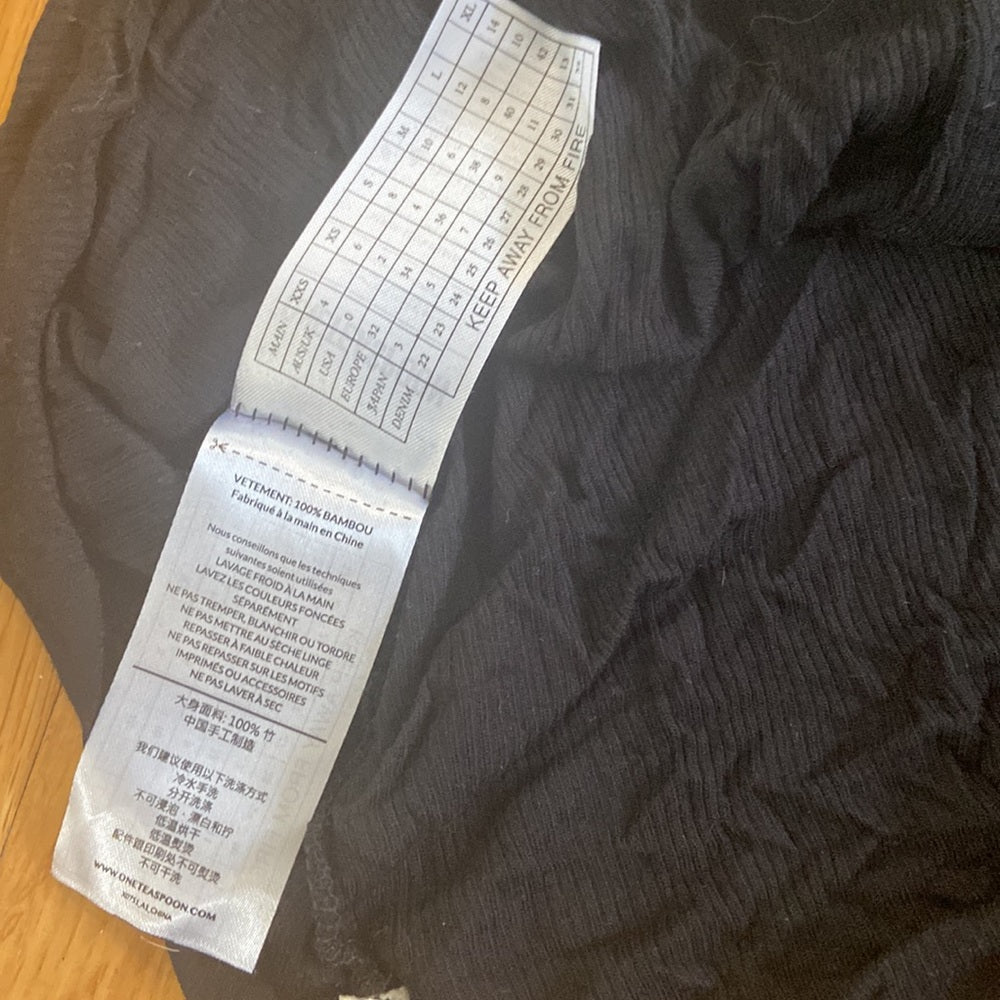 MAIN XXS XS S M L XL
AUS/UK 4 6 8 10 12 14
USA 0 2 4 6 8 10
EUROPE 32 34 36 38 40 42
JAPAN 3 5 7 9 11 13
DENIM 22 23 24 25 26 27 28 29 30 31
KEEP AWAY FROM FIRE
VETEMENT: 100% BAMBOU
Fabriqué à la main en Chine
Nous conseillons que les techniques
suivantes soient utilisées
LAVAGE FROID À LA MAIN
LAVEZ LES COULEURS FONCÉES
SÉPARÉMENT
NE PAS TREMPER, BLANCHIR OU TORDRE
NE PAS METTRE AU SÈCHE LINGE
REPASSER À FAIBLE CHALEUR
NE PAS REPASSER SUR LES MOTIFS
IMPRIMÉS OU ACCESSOIRES
NE PAS LAVER À SEC
大身面料: 100% 竹
中国手工制造
我们建议使用以下洗涤方式
冷水手洗
分开洗涤
不可浸泡 · 漂白和拧
低温烘干
低温熨烫
配件跟印刷处不可熨烫
不可干洗
WWW.ONETEASPOON.COM